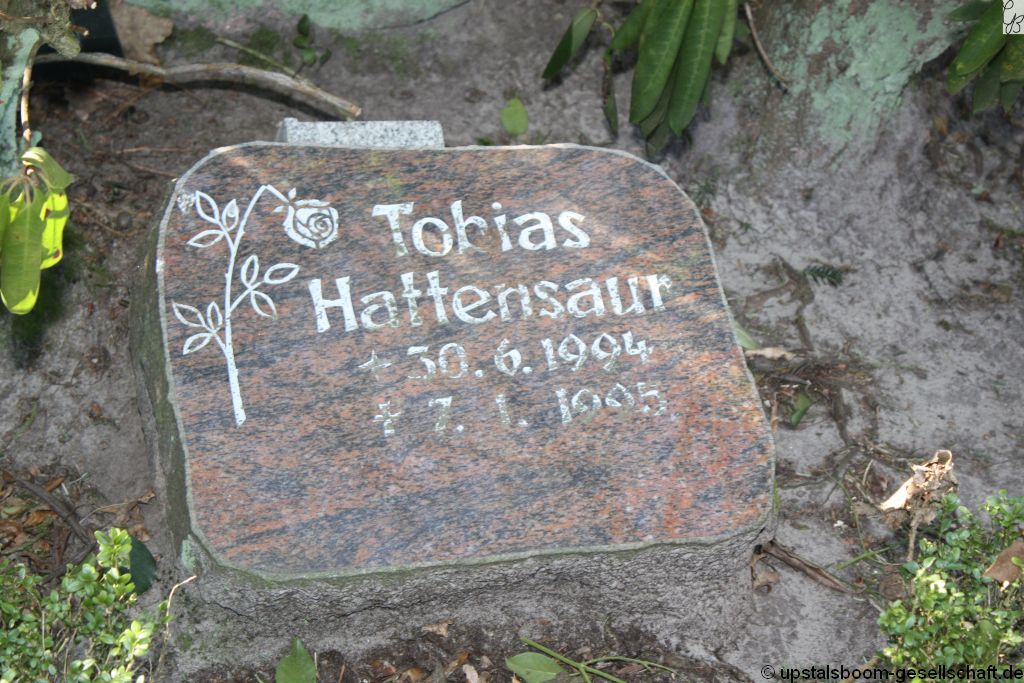 Tobias
Hattensaur
+ 30. 6. 1994
† 7. 1. 1995
© upstalsboom-gesellschaft.de